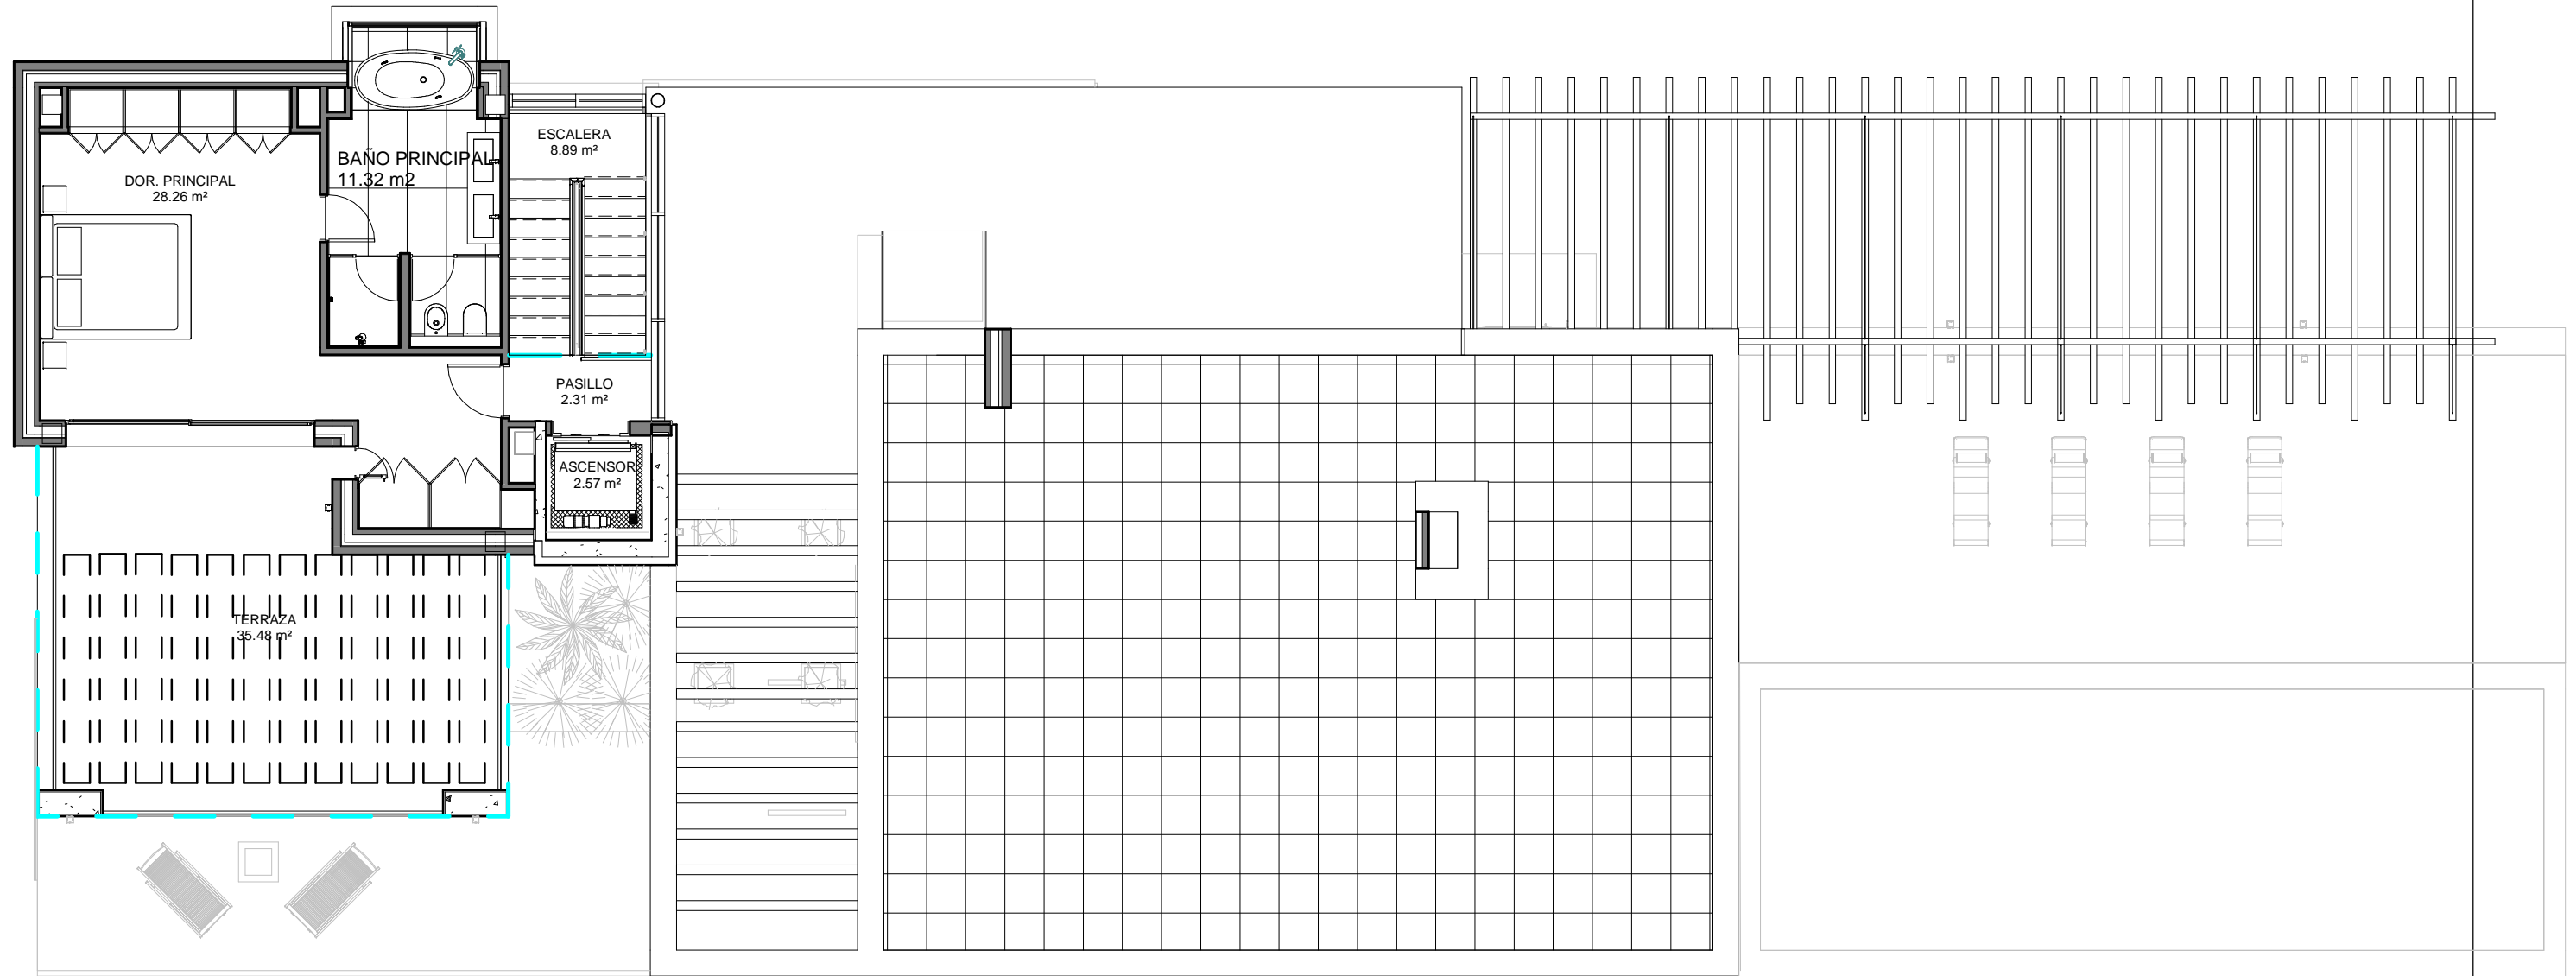 ESCALERA
8.89 m²
BAÑO PRINCIPAL
11.32 m2
DOR. PRINCIPAL
28.26 m²
PASILLO
2.31 m²
ASCENSOR
2.57 m²
TERRAZA
35.48 m²